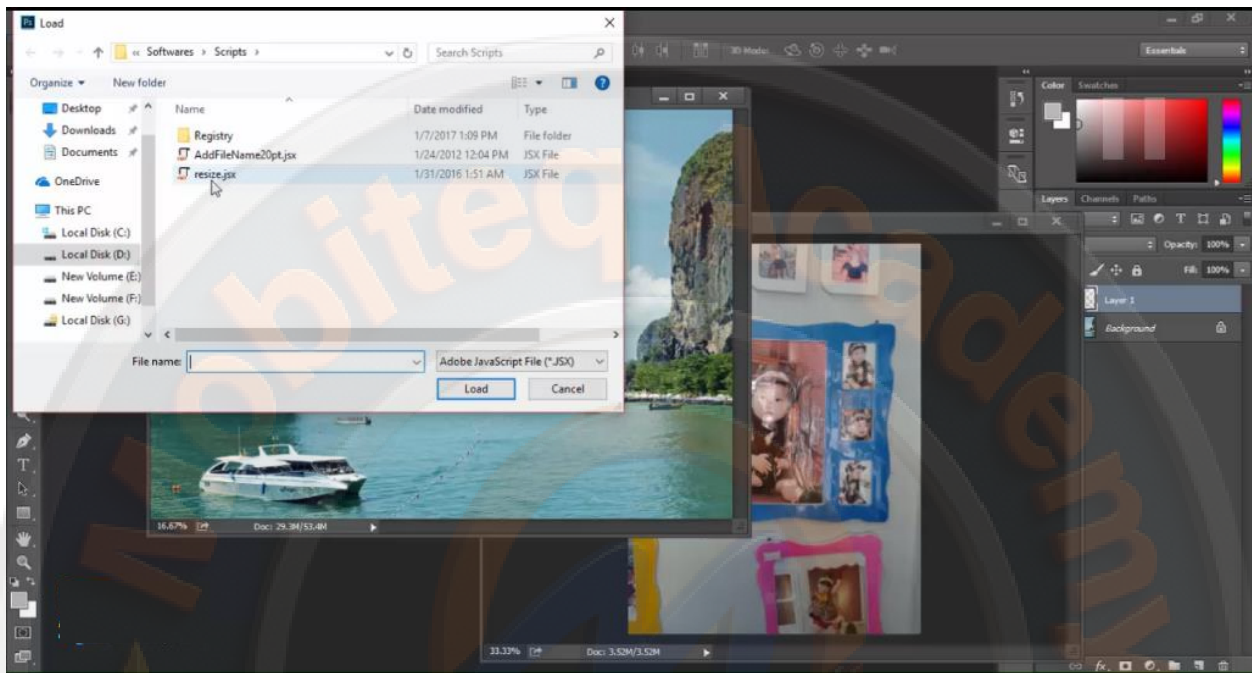 Ps Load
« Softwares › Scripts ›
Search Scripts
3D Mode:
Essentials
Organize
New folder
Desktop
Downloads
Documents
OneDrive
This PC
Local Disk (C:)
Local Disk (D:)
New Volume (E:)
New Volume (F:)
Local Disk (G:)
Name Date modified Type
Registry 1/7/2017 1:09 PM File folder
AddFileName20pt.jsx 1/24/2012 12:04 PM JSX File
resize.jsx 1/31/2016 1:51 AM JSX File
File name:
Adobe JavaScript File (*.JSX)
Load
Cancel
Color Swatches
Layers Channels Paths
Opacity: 100%
Fill: 100%
Layer 1
Background
16.67% Doc: 29.3M/53.4M
33.33% Doc: 3.52M/3.52M
Mobiteq Academy